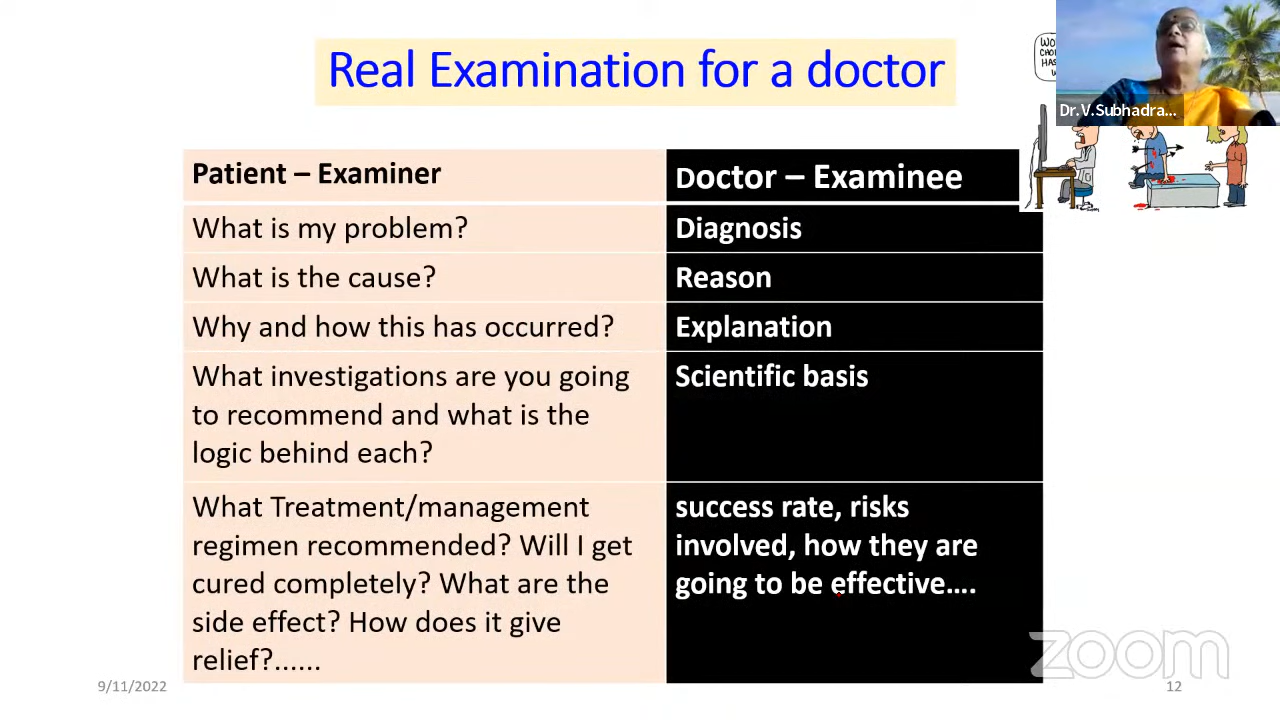 Real Examination for a doctor
WO
CHO
HAS
W
Dr.V.Subhadra...
Patient – Examiner
Doctor – Examinee
What is my problem?
Diagnosis
What is the cause?
Reason
Why and how this has occurred?
Explanation
What investigations are you going
to recommend and what is the
logic behind each?
Scientific basis
What Treatment/management
regimen recommended? Will I get
cured completely? What are the
side effect? How does it give
relief?......
success rate, risks
involved, how they are
going to be effective....
zoom
9/11/2022
12